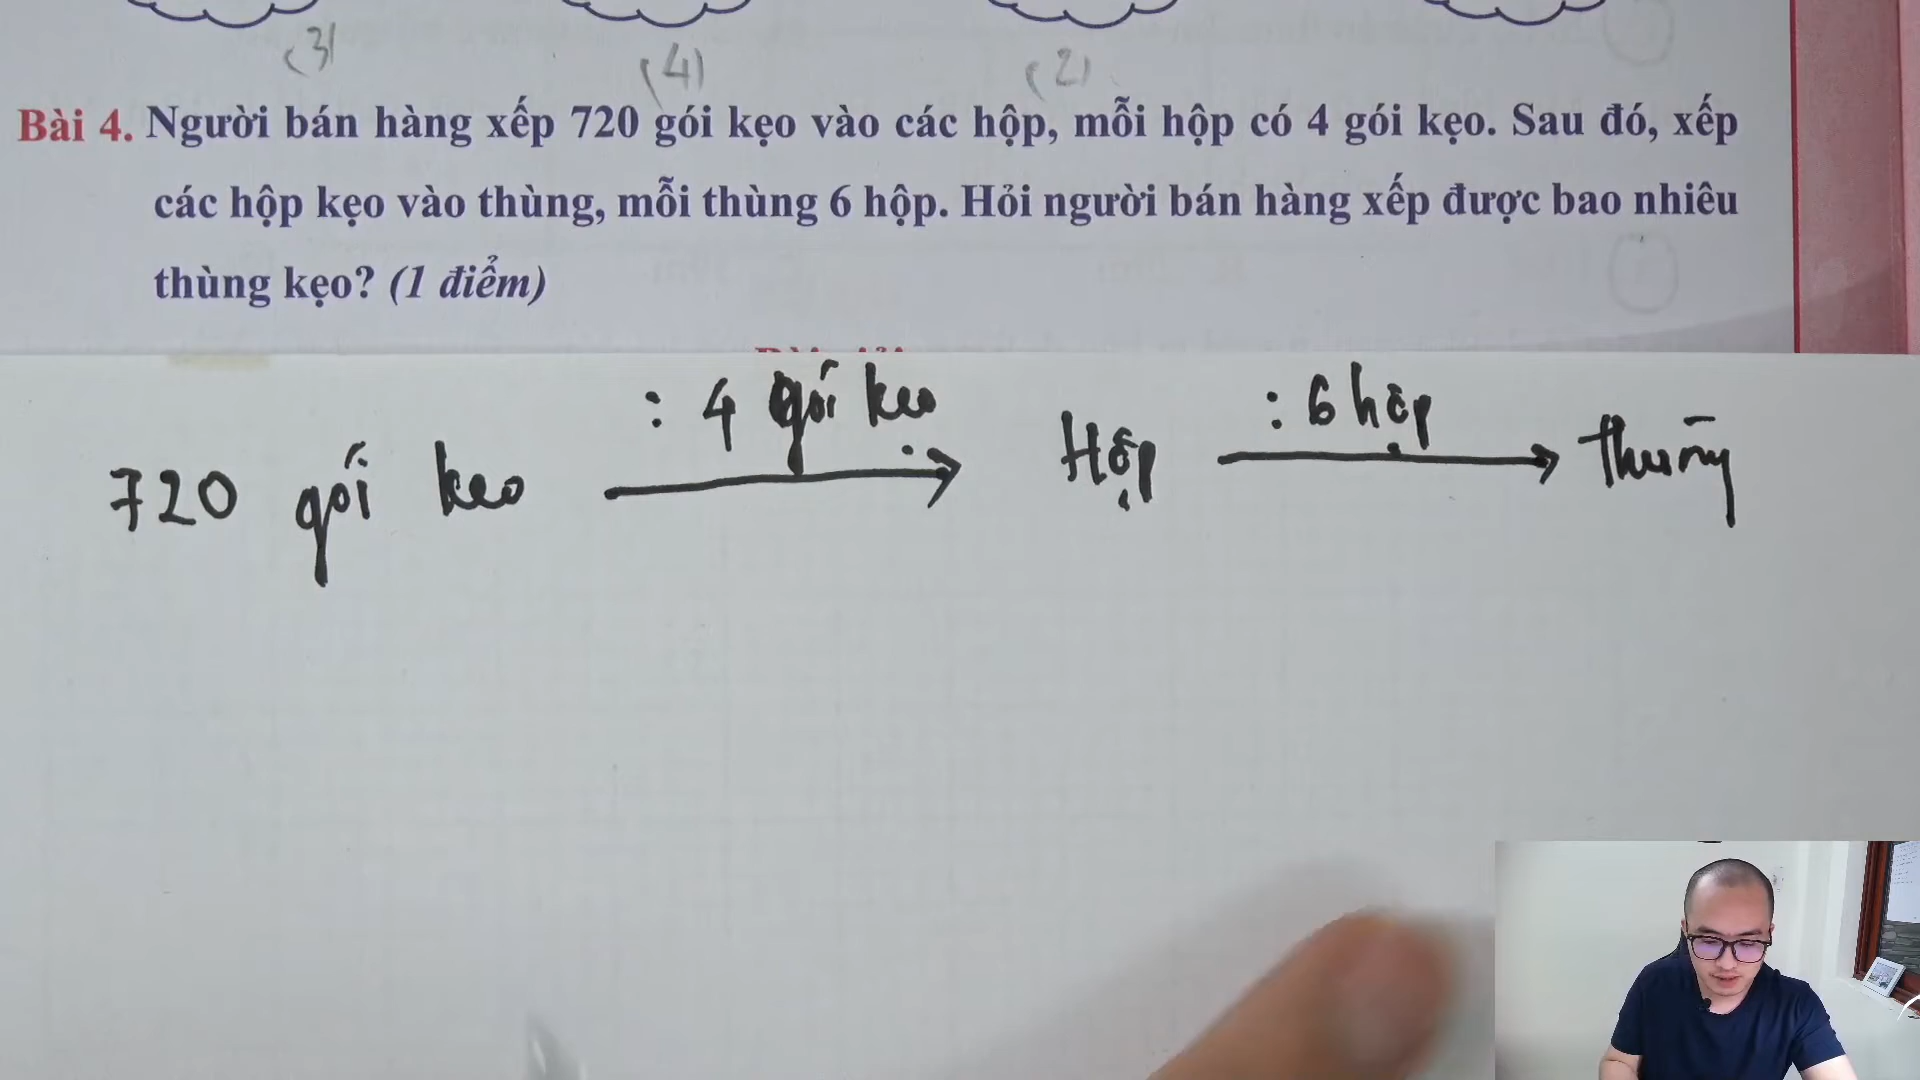 (3)
(4)
(2)
Bài 4. Người bán hàng xếp 720 gói kẹo vào các hộp, mỗi hộp có 4 gói kẹo. Sau đó, xếp
các hộp kẹo vào thùng, mỗi thùng 6 hộp. Hỏi người bán hàng xếp được bao nhiêu
thùng kẹo? (1 điểm)
720 gói kẹo : 4 gói kẹo Hộp : 6 hộp thùng